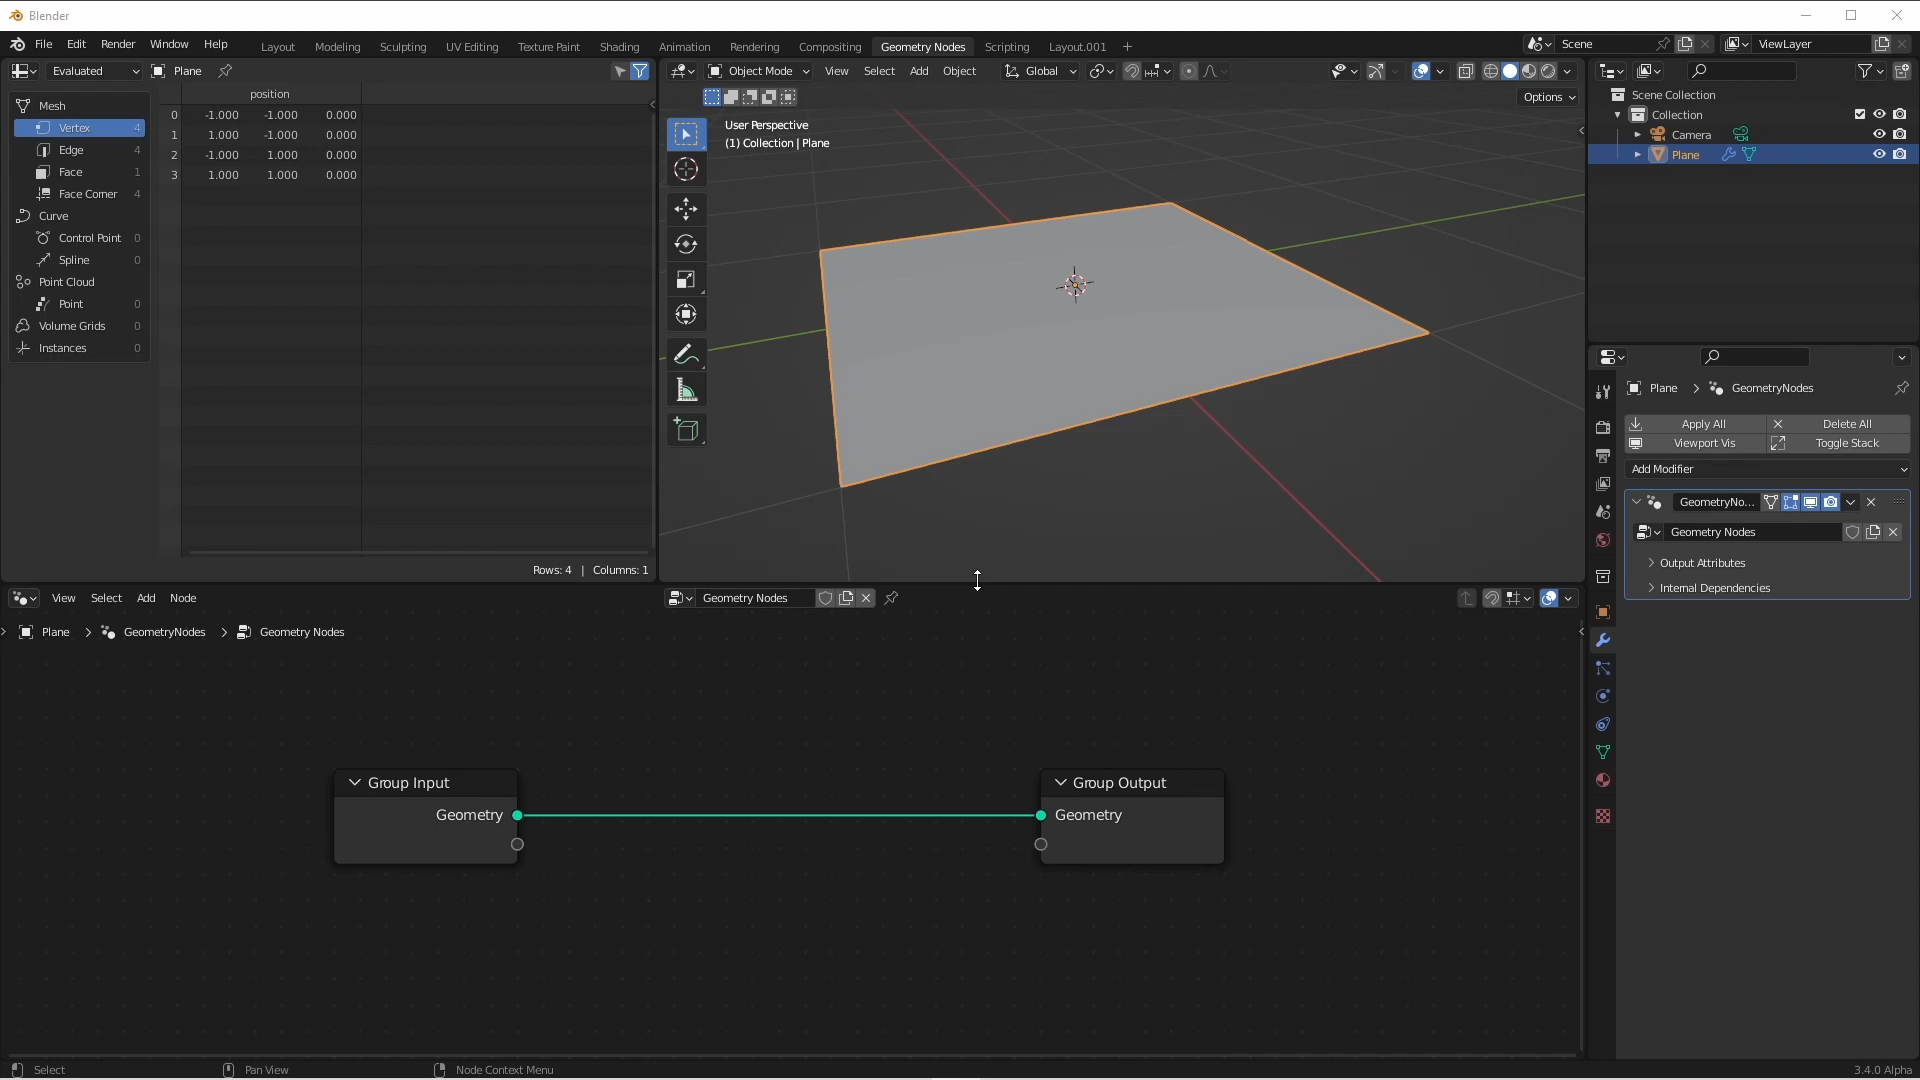 Blender
File Edit Render Window Help Layout Modeling Sculpting UV Editing Texture Paint Shading Animation Rendering Compositing Geometry Nodes Scripting Layout.001 + Scene ViewLayer
Evaluated Plane
position
Mesh
Vertex 4
Edge 4
Face 1
Face Corner 4
Curve
Control Point 0
Spline 0
Point Cloud
Point 0
Volume Grids 0
Instances 0
0 -1.000 -1.000 0.000
1 1.000 -1.000 0.000
2 -1.000 1.000 0.000
3 1.000 1.000 0.000
Rows: 4 | Columns: 1
Object Mode View Select Add Object Global
Options
User Perspective
(1) Collection | Plane
Scene Collection
Collection
Camera
Plane
Plane > GeometryNodes
Apply All Delete All
Viewport Vis Toggle Stack
Add Modifier
GeometryNo...
Geometry Nodes
Output Attributes
Internal Dependencies
View Select Add Node Geometry Nodes
Plane > GeometryNodes > Geometry Nodes
Group Input
Geometry
Group Output
Geometry
Select Pan View Node Context Menu 3.4.0 Alpha